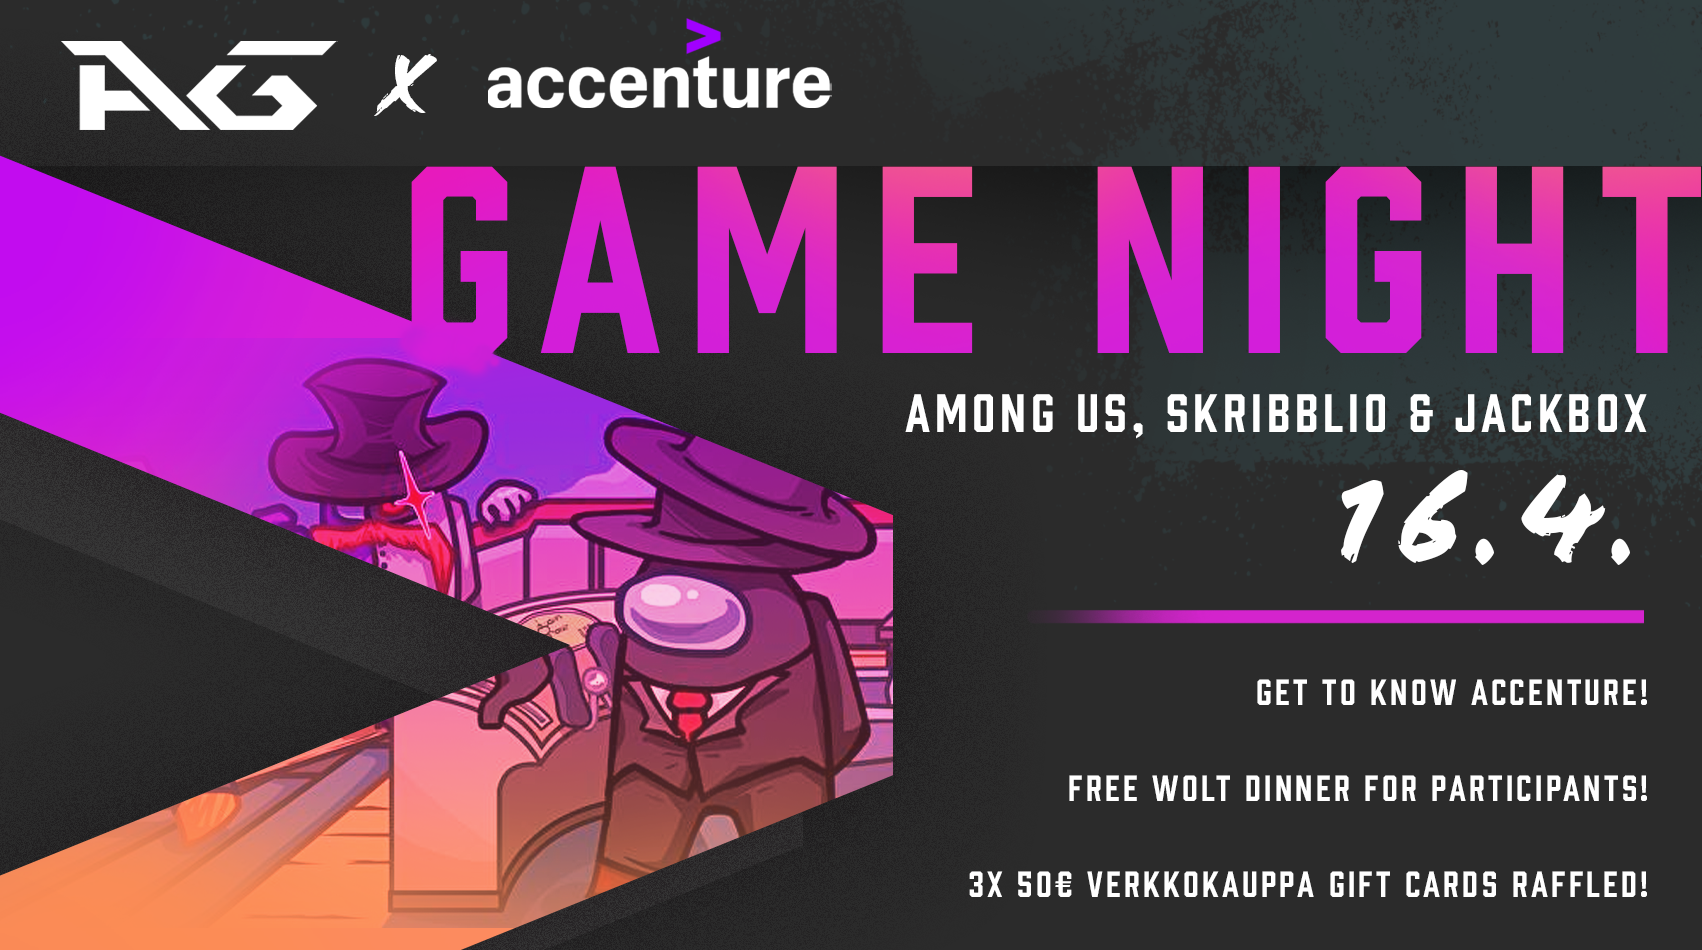 AG X accenture
GAME NIGHT
AMONG US, SKRIBBLIO & JACKBOX
16.4.
GET TO KNOW ACCENTURE!
FREE WOLT DINNER FOR PARTICIPANTS!
3X 50€ VERKKOKAUPPA GIFT CARDS RAFFLED!